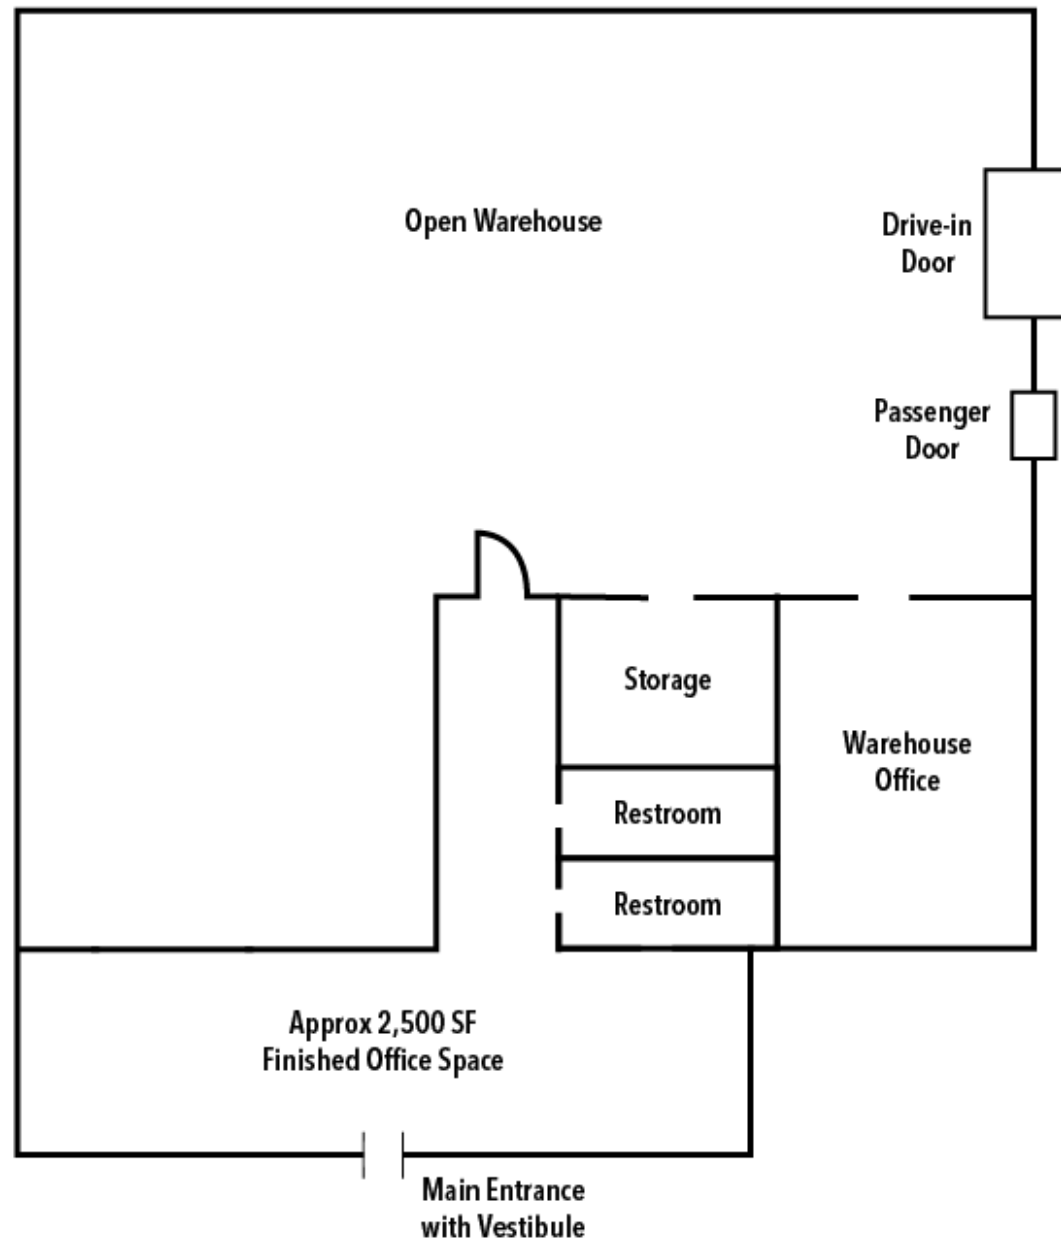 Open Warehouse
Drive-in
Door
Passenger
Door
Storage
Warehouse
Office
Restroom
Restroom
Approx 2,500 SF
Finished Office Space
Main Entrance
with Vestibule